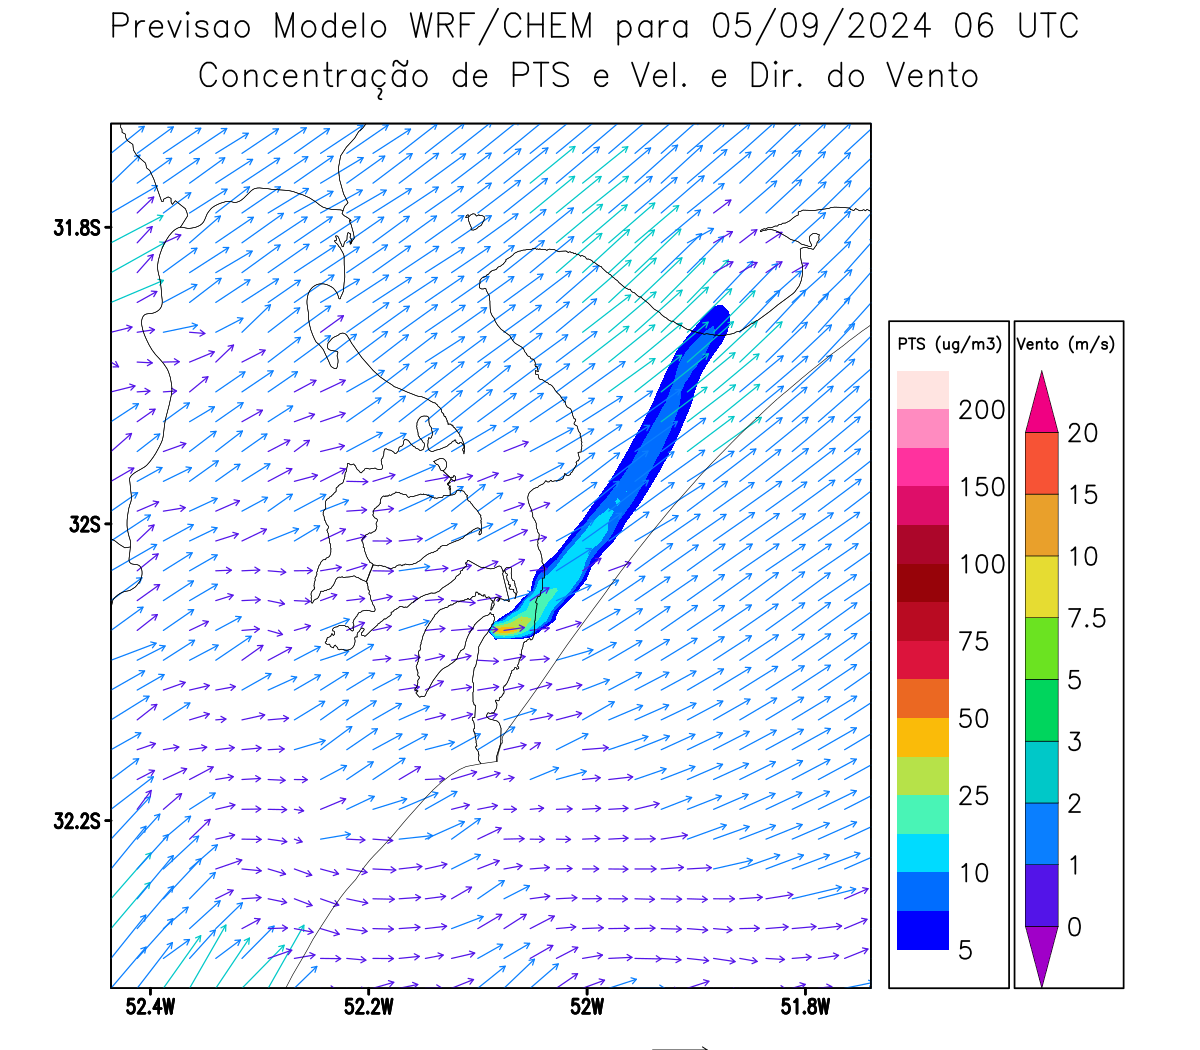 Previsao Modelo WRF/CHEM para 05/09/2024 06 UTC
Concentração de PTS e Vel. e Dir. do Vento
31.8S
32S
32.2S
52.4W
52.2W
52W
51.8W
PTS (ug/m3)
200
150
100
75
50
25
10
5
Vento (m/s)
20
15
10
7.5
5
3
2
1
0